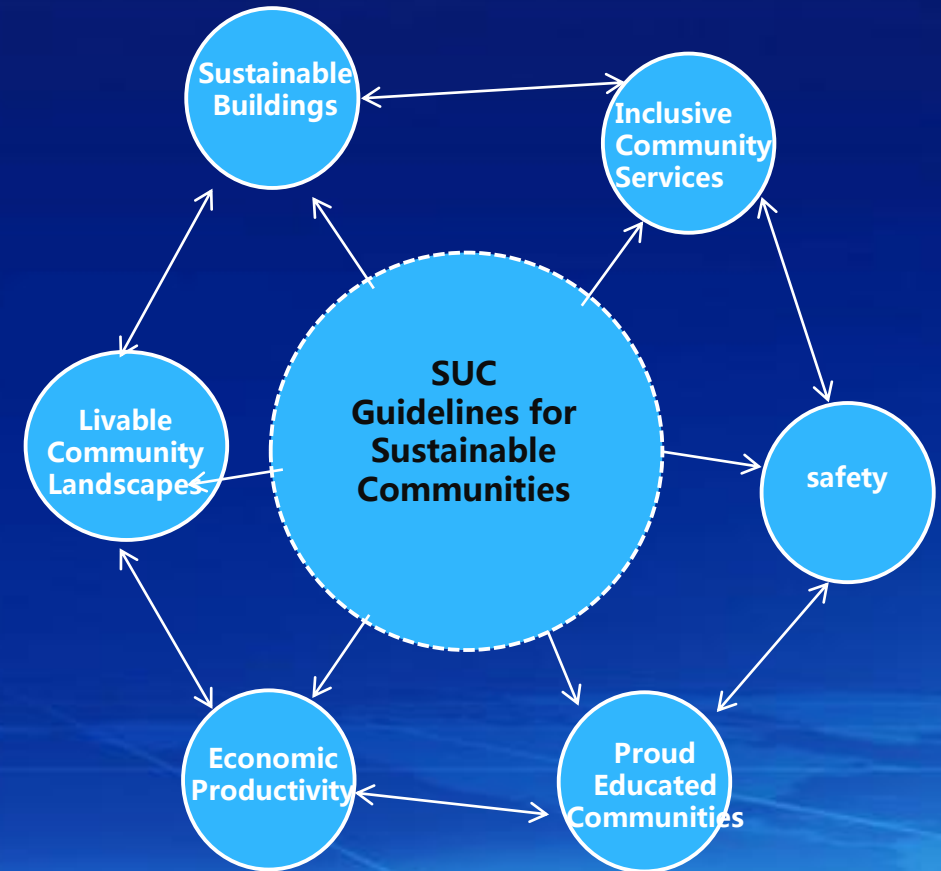 Sustainable
Buildings
Inclusive
Community
Services
SUC
Guidelines for
Sustainable
Communities
Livable
Community
Landscapes
safety
Economic
Productivity
Proud
Educated
Communities